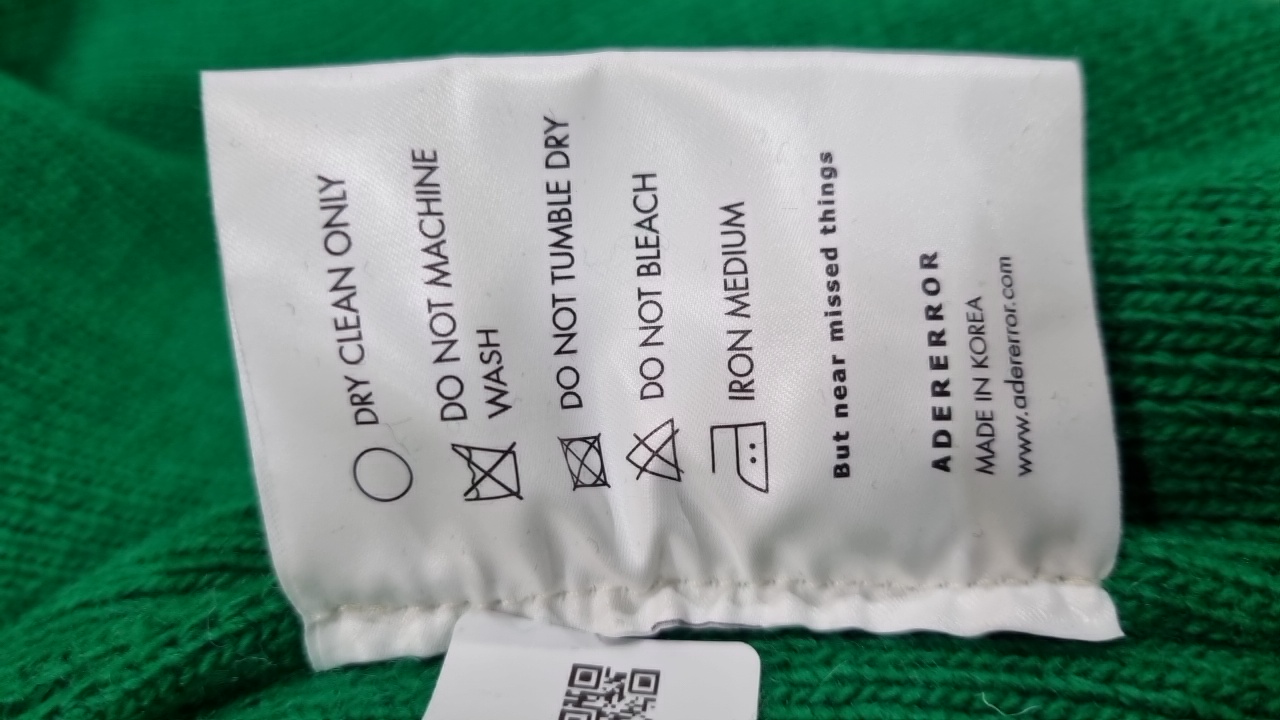 DRY CLEAN ONLY
DO NOT MACHINE
WASH
DO NOT TUMBLE DRY
DO NOT BLEACH
IRON MEDIUM
But near missed things
ADERERROR
MADE IN KOREA
www.adererror.com